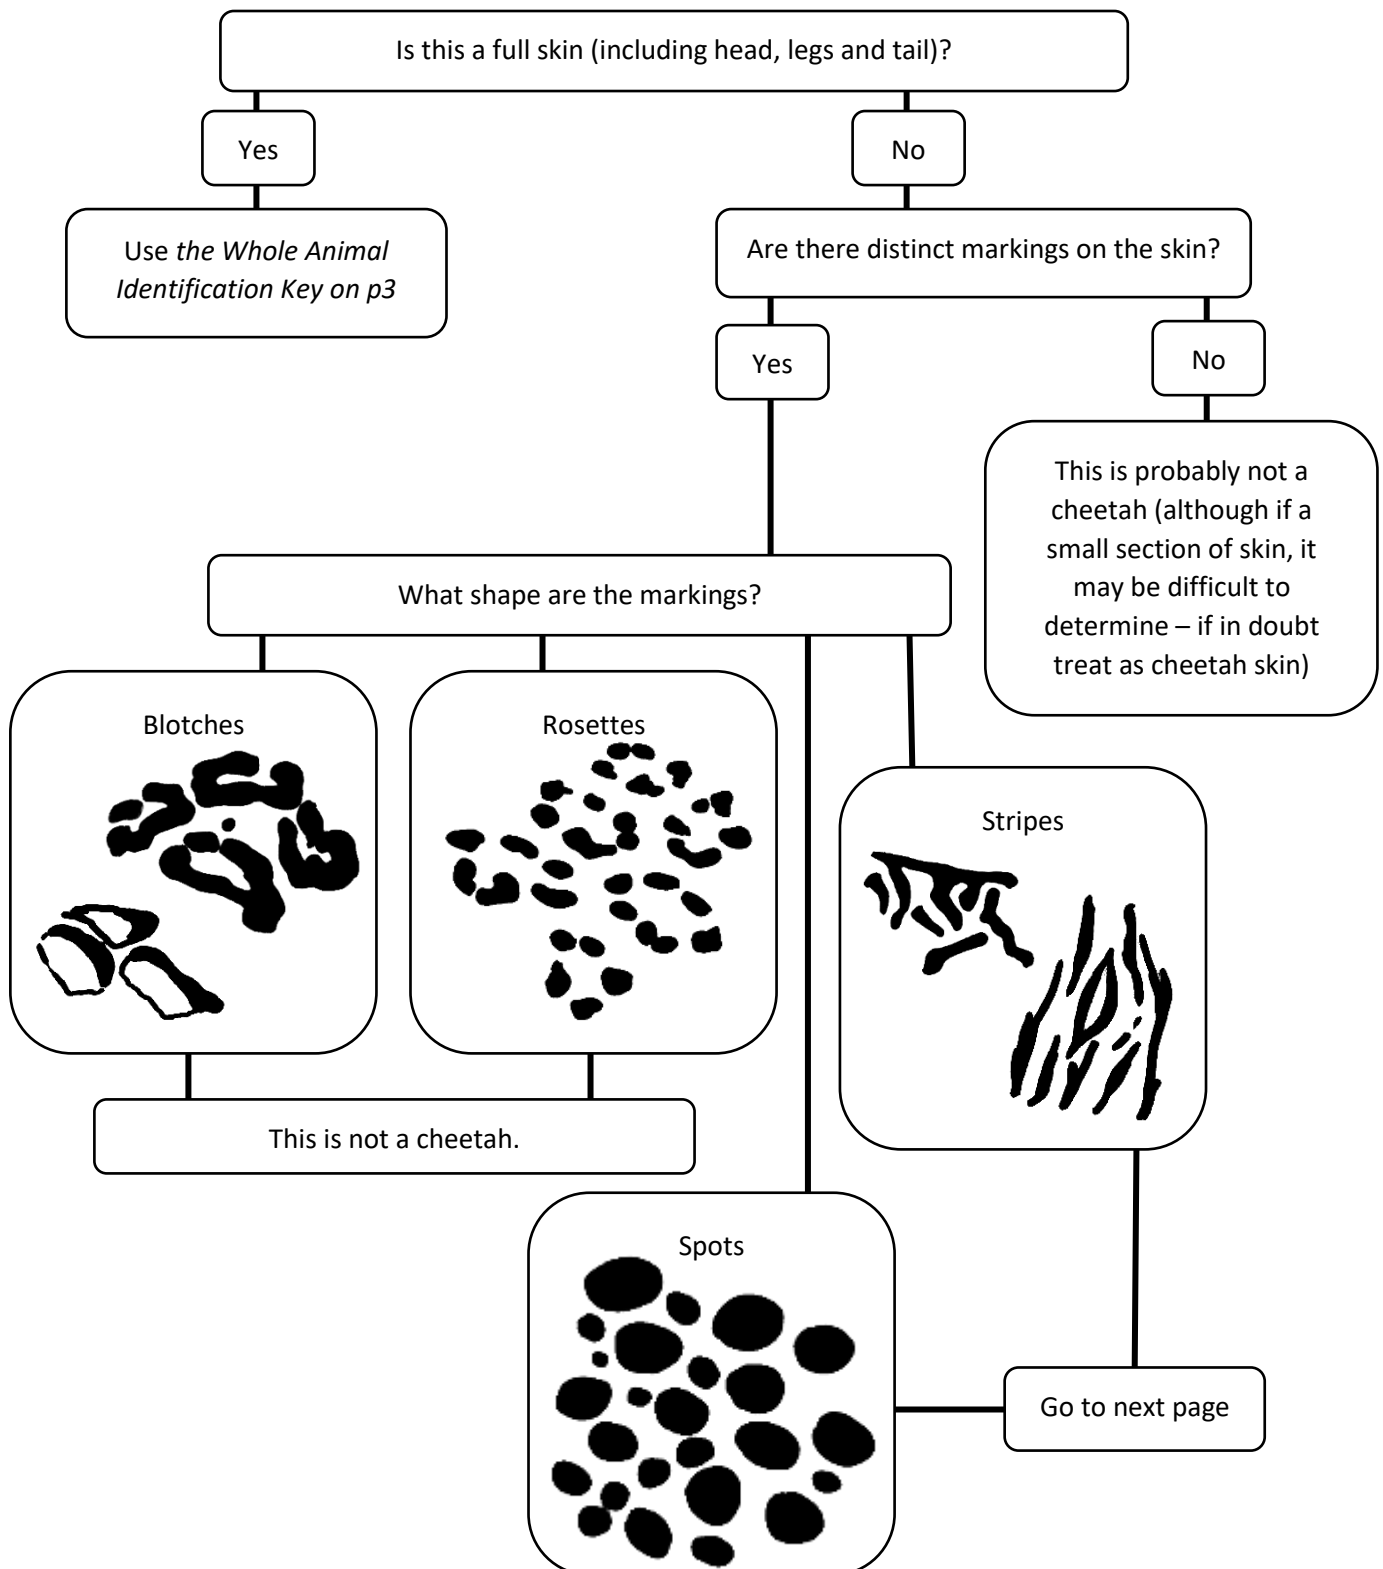 Is this a full skin (including head, legs and tail)?
Yes
No
Use the Whole Animal
Identification Key on p3
Are there distinct markings on the skin?
Yes
No
This is probably not a
cheetah (although if a
small section of skin, it
may be difficult to
determine – if in doubt
treat as cheetah skin)
What shape are the markings?
Blotches
Rosettes
Stripes
This is not a cheetah.
Spots
Go to next page